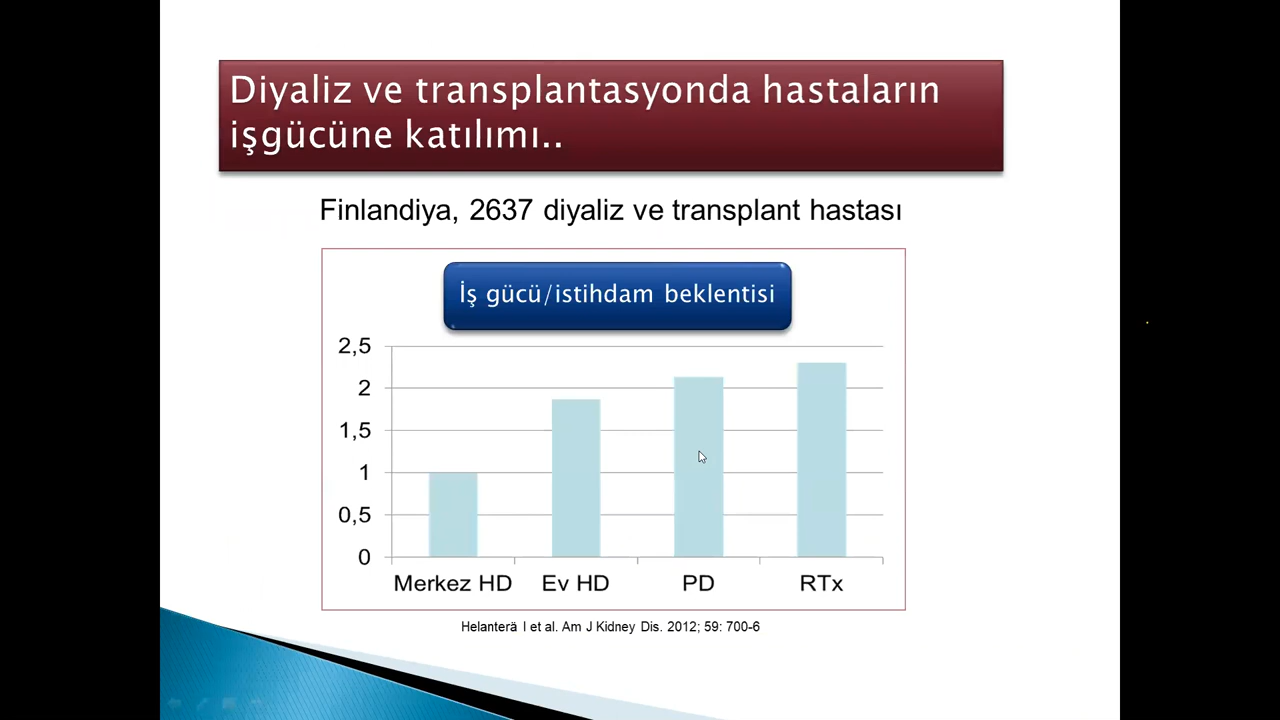 Diyaliz ve transplantasyonda hastaların
işgücüne katılımı..
Finlandiya, 2637 diyaliz ve transplant hastası
İş gücü/istihdam beklentisi
2,5
2
1,5
1
0,5
0
Merkez HD Ev HD PD RTx
Helanterä I et al. Am J Kidney Dis. 2012; 59: 700-6